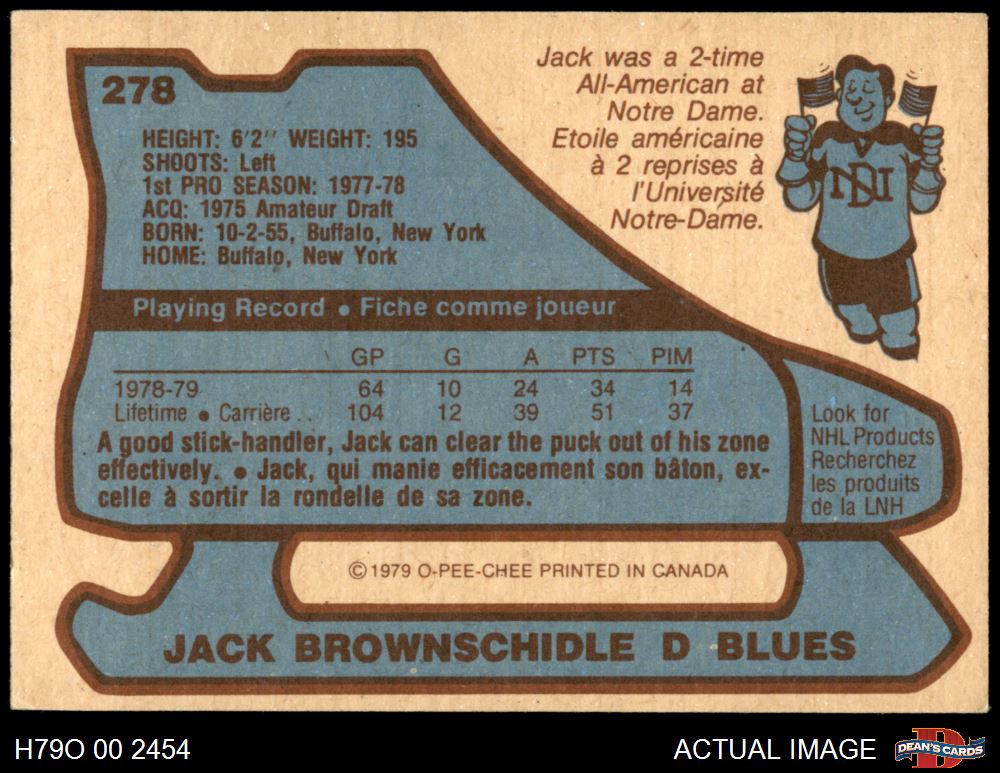 278
Jack was a 2-time
All-American at
Notre Dame.
Etoile américaine
à 2 reprises à
l'Université
Notre-Dame.
ND
HEIGHT: 6'2" WEIGHT: 195
SHOOTS: Left
1st PRO SEASON: 1977-78
ACQ: 1975 Amateur Draft
BORN: 10-2-55, Buffalo, New York
HOME: Buffalo, New York
Playing Record • Fiche comme joueur
GP G A PTS PIM
1978-79 64 10 24 34 14
Lifetime • Carrière . . 104 12 39 51 37
A good stick-handler, Jack can clear the puck out of his zone
effectively. • Jack, qui manie efficacement son bâton, ex-
celle à sortir la rondelle de sa zone.
Look for
NHL Products
Recherchez
les produits
de la LNH
© 1979 O-PEE-CHEE PRINTED IN CANADA
JACK BROWNSCHIDLE D BLUES
H79O 00 2454
ACTUAL IMAGE
DEAN'S CARDS